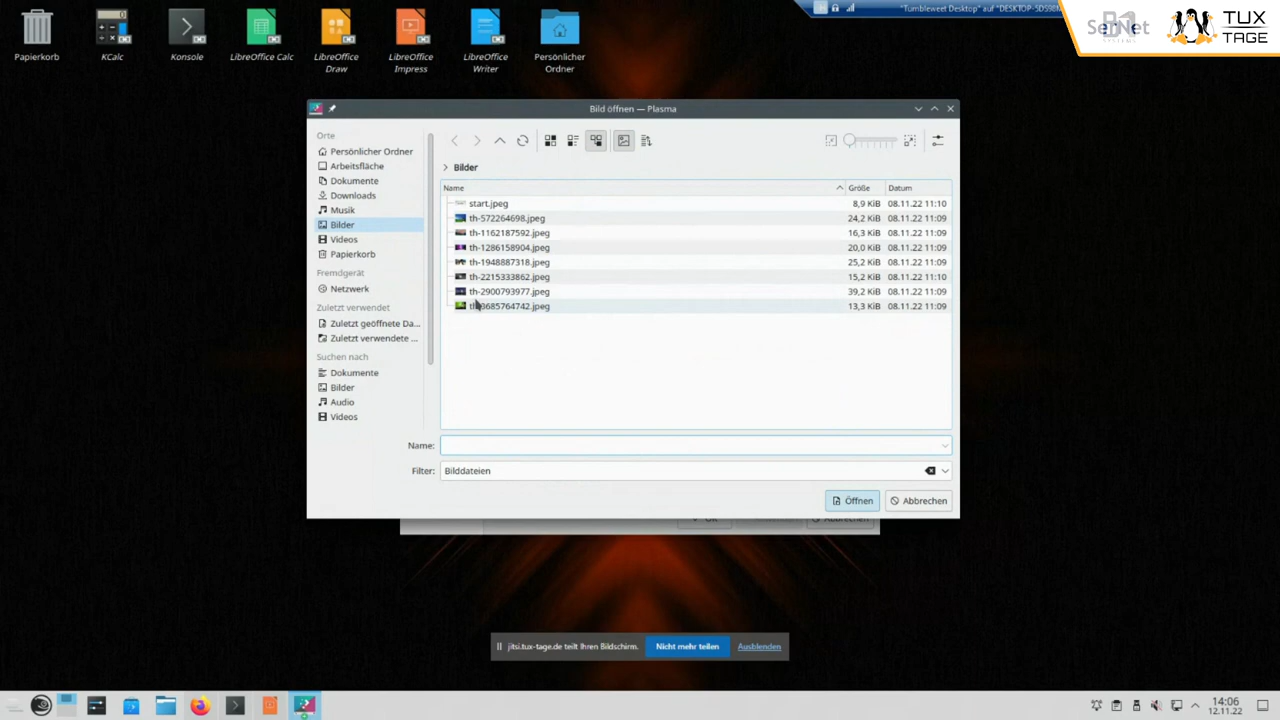 "Tumbleweet Desktop" auf
SerNet
TUX
TAGE
Papierkorb
KCalc
Konsole
LibreOffice Calc
LibreOffice
Draw
LibreOffice
Impress
LibreOffice
Writer
Persönlicher
Ordner
Bild öffnen — Plasma
Orte
Persönlicher Ordner
Arbeitsfläche
Dokumente
Downloads
Musik
Bilder
Videos
Papierkorb
Fremdgerät
Netzwerk
Zuletzt verwendet
Zuletzt geöffnete Da...
Zuletzt verwendete ...
Suchen nach
Dokumente
Bilder
Audio
Videos
Bilder
Name Größe Datum
start.jpeg 8,9 KiB 08.11.22 11:10
th-572264698.jpeg 24,2 KiB 08.11.22 11:09
th-1162187592.jpeg 16,3 KiB 08.11.22 11:09
th-1286158904.jpeg 20,0 KiB 08.11.22 11:09
th-1948887318.jpeg 25,2 KiB 08.11.22 11:09
th-2215333862.jpeg 15,2 KiB 08.11.22 11:10
th-2900793977.jpeg 39,2 KiB 08.11.22 11:09
th-3685764742.jpeg 13,3 KiB 08.11.22 11:09
Name:
Filter: Bilddateien
Öffnen Abbrechen
OK Abbrechen
jitsi.tux-tage.de teilt Ihren Bildschirm. Nicht mehr teilen Ausblenden
14:06
12.11.22